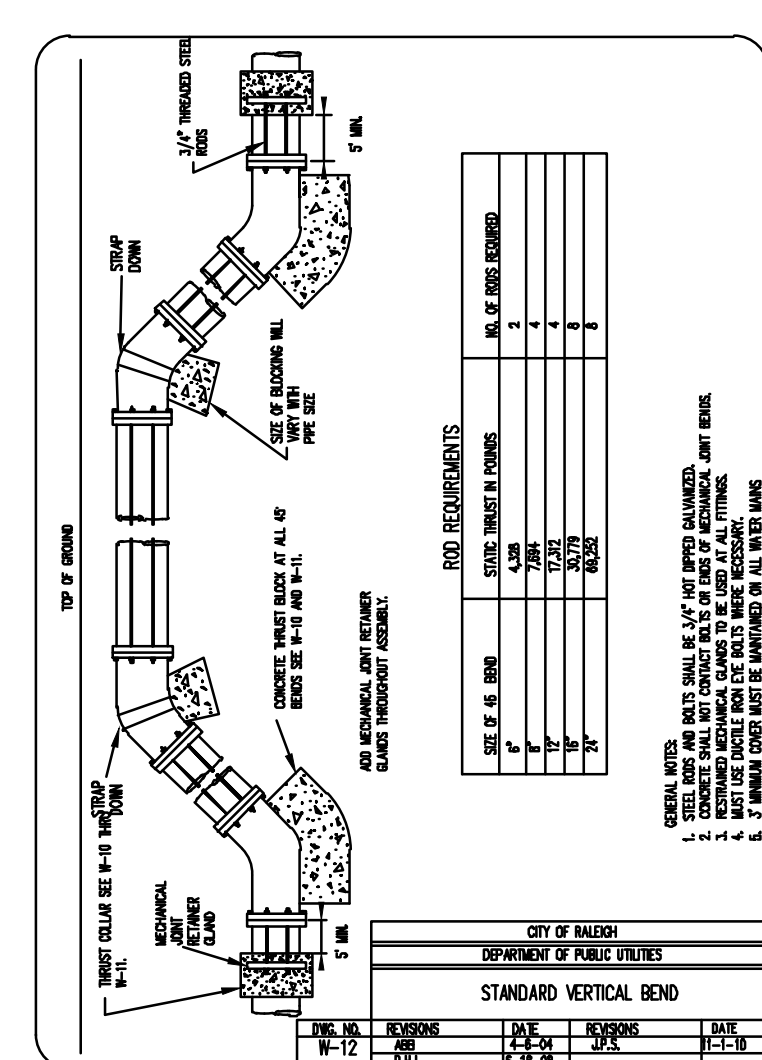 TOP OF GROUND
THRUST COLLAR SEE W-10 THRU
W-11.
STRAP
DOWN
STRAP
DOWN
3/4" THREADED STEEL
RODS
MECHANICAL
JOINT
RETAINER
GLAND
5' MIN.
5' MIN.
SIZE OF BLOCKING WILL
VARY WITH
PIPE SIZE
CONCRETE THRUST BLOCK AT ALL 45°
BENDS SEE W-10 AND W-11.
ADD MECHANICAL JOINT RETAINER
GLANDS THROUGHOUT ASSEMBLY.
ROD REQUIREMENTS
SIZE OF 45 BEND STATIC THRUST IN POUNDS NO. OF RODS REQUIRED
6" 4,328 2
8" 7,694 4
12" 17,312 4
16" 30,779 8
24" 69,252 8
GENERAL NOTES:
1. STEEL RODS AND BOLTS SHALL BE 3/4" HOT DIPPED GALVANIZED.
2. CONCRETE SHALL NOT CONTACT BOLTS OR ENDS OF MECHANICAL JOINT BENDS.
3. RESTRAINED MECHANICAL GLANDS TO BE USED AT ALL FITTINGS.
4. MUST USE DUCTILE IRON EYE BOLTS WHERE NECESSARY.
5. 3' MINIMUM COVER MUST BE MAINTAINED ON ALL WATER MAINS
CITY OF RALEIGH
DEPARTMENT OF PUBLIC UTILITIES
STANDARD VERTICAL BEND
DWG. NO. REVISIONS DATE REVISIONS DATE
W-12 ABB 4-6-04 J.P.S. 11-1-10